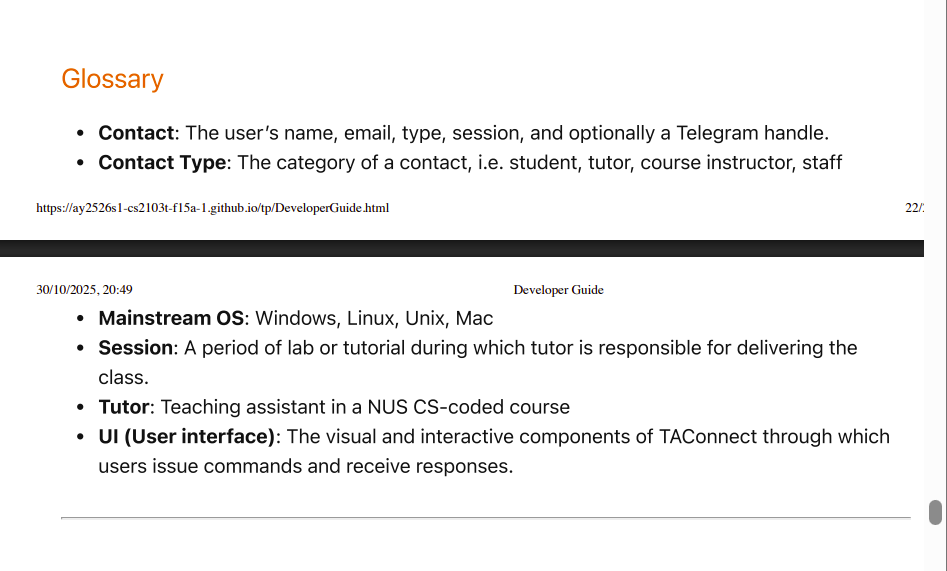 Glossary
• Contact: The user’s name, email, type, session, and optionally a Telegram handle.
• Contact Type: The category of a contact, i.e. student, tutor, course instructor, staff
https://ay2526s1-cs2103t-f15a-1.github.io/tp/DeveloperGuide.html 22/
30/10/2025, 20:49 Developer Guide
• Mainstream OS: Windows, Linux, Unix, Mac
• Session: A period of lab or tutorial during which tutor is responsible for delivering the
class.
• Tutor: Teaching assistant in a NUS CS-coded course
• UI (User interface): The visual and interactive components of TAConnect through which
users issue commands and receive responses.